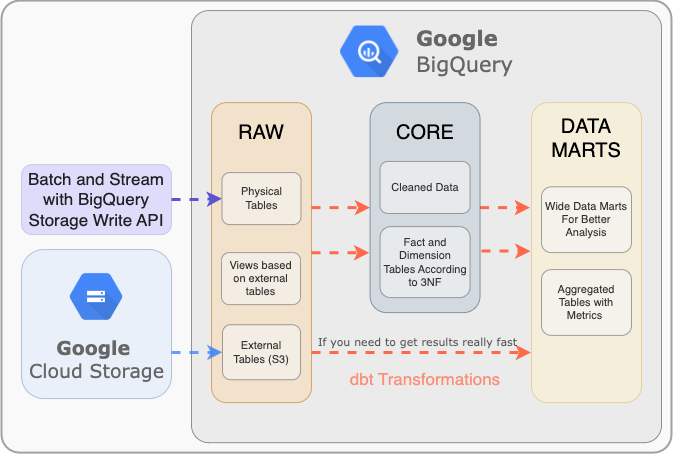 Google
BigQuery
RAW
CORE
DATA
MARTS
Batch and Stream
with BigQuery
Storage Write API
Physical
Tables
Cleaned Data
Wide Data Marts
For Better
Analysis
Views based
on external
tables
Fact and
Dimension
Tables According
to 3NF
Aggregated
Tables with
Metrics
Google
Cloud Storage
External
Tables (S3)
If you need to get results really fast
dbt Transformations